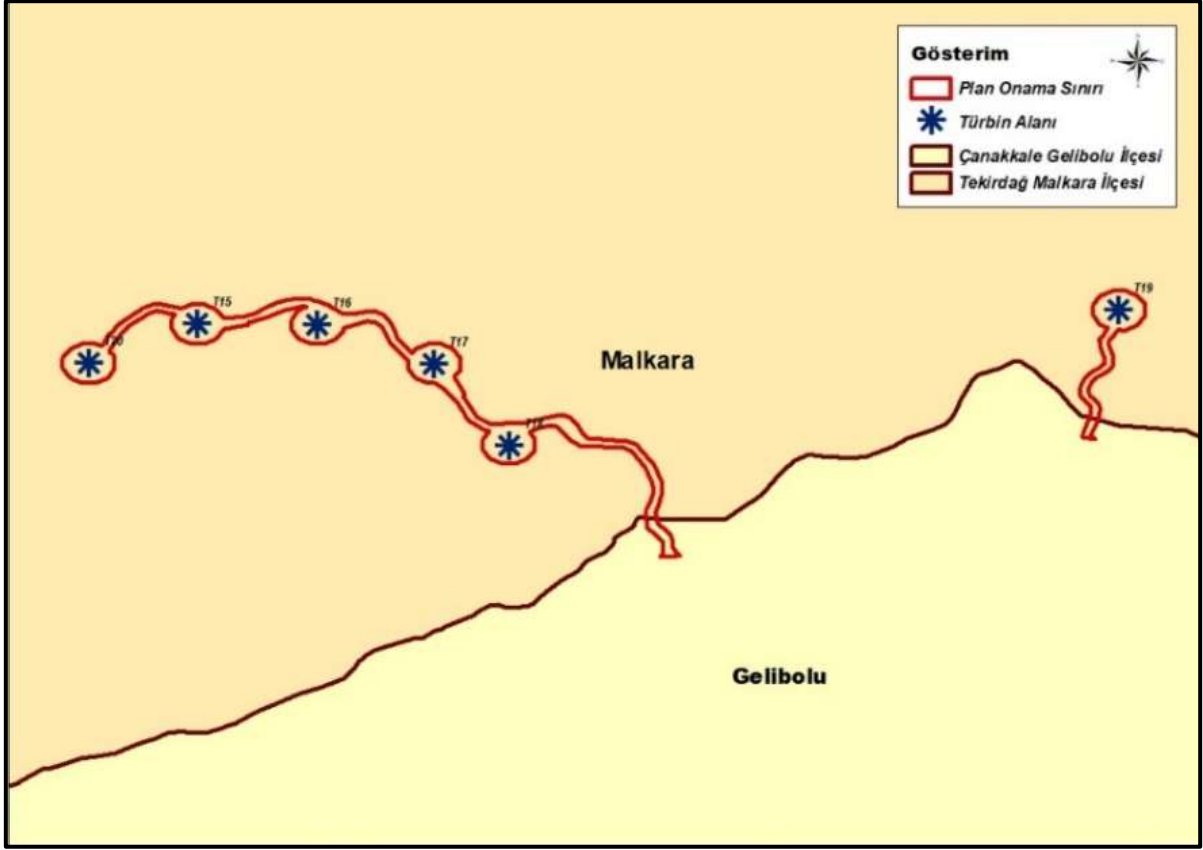 Gösterim
Plan Onama Sınırı
Türbin Alanı
Çanakkale Gelibolu İlçesi
Tekirdağ Malkara İlçesi
T19
T15
T16
T17
Malkara
Gelibolu